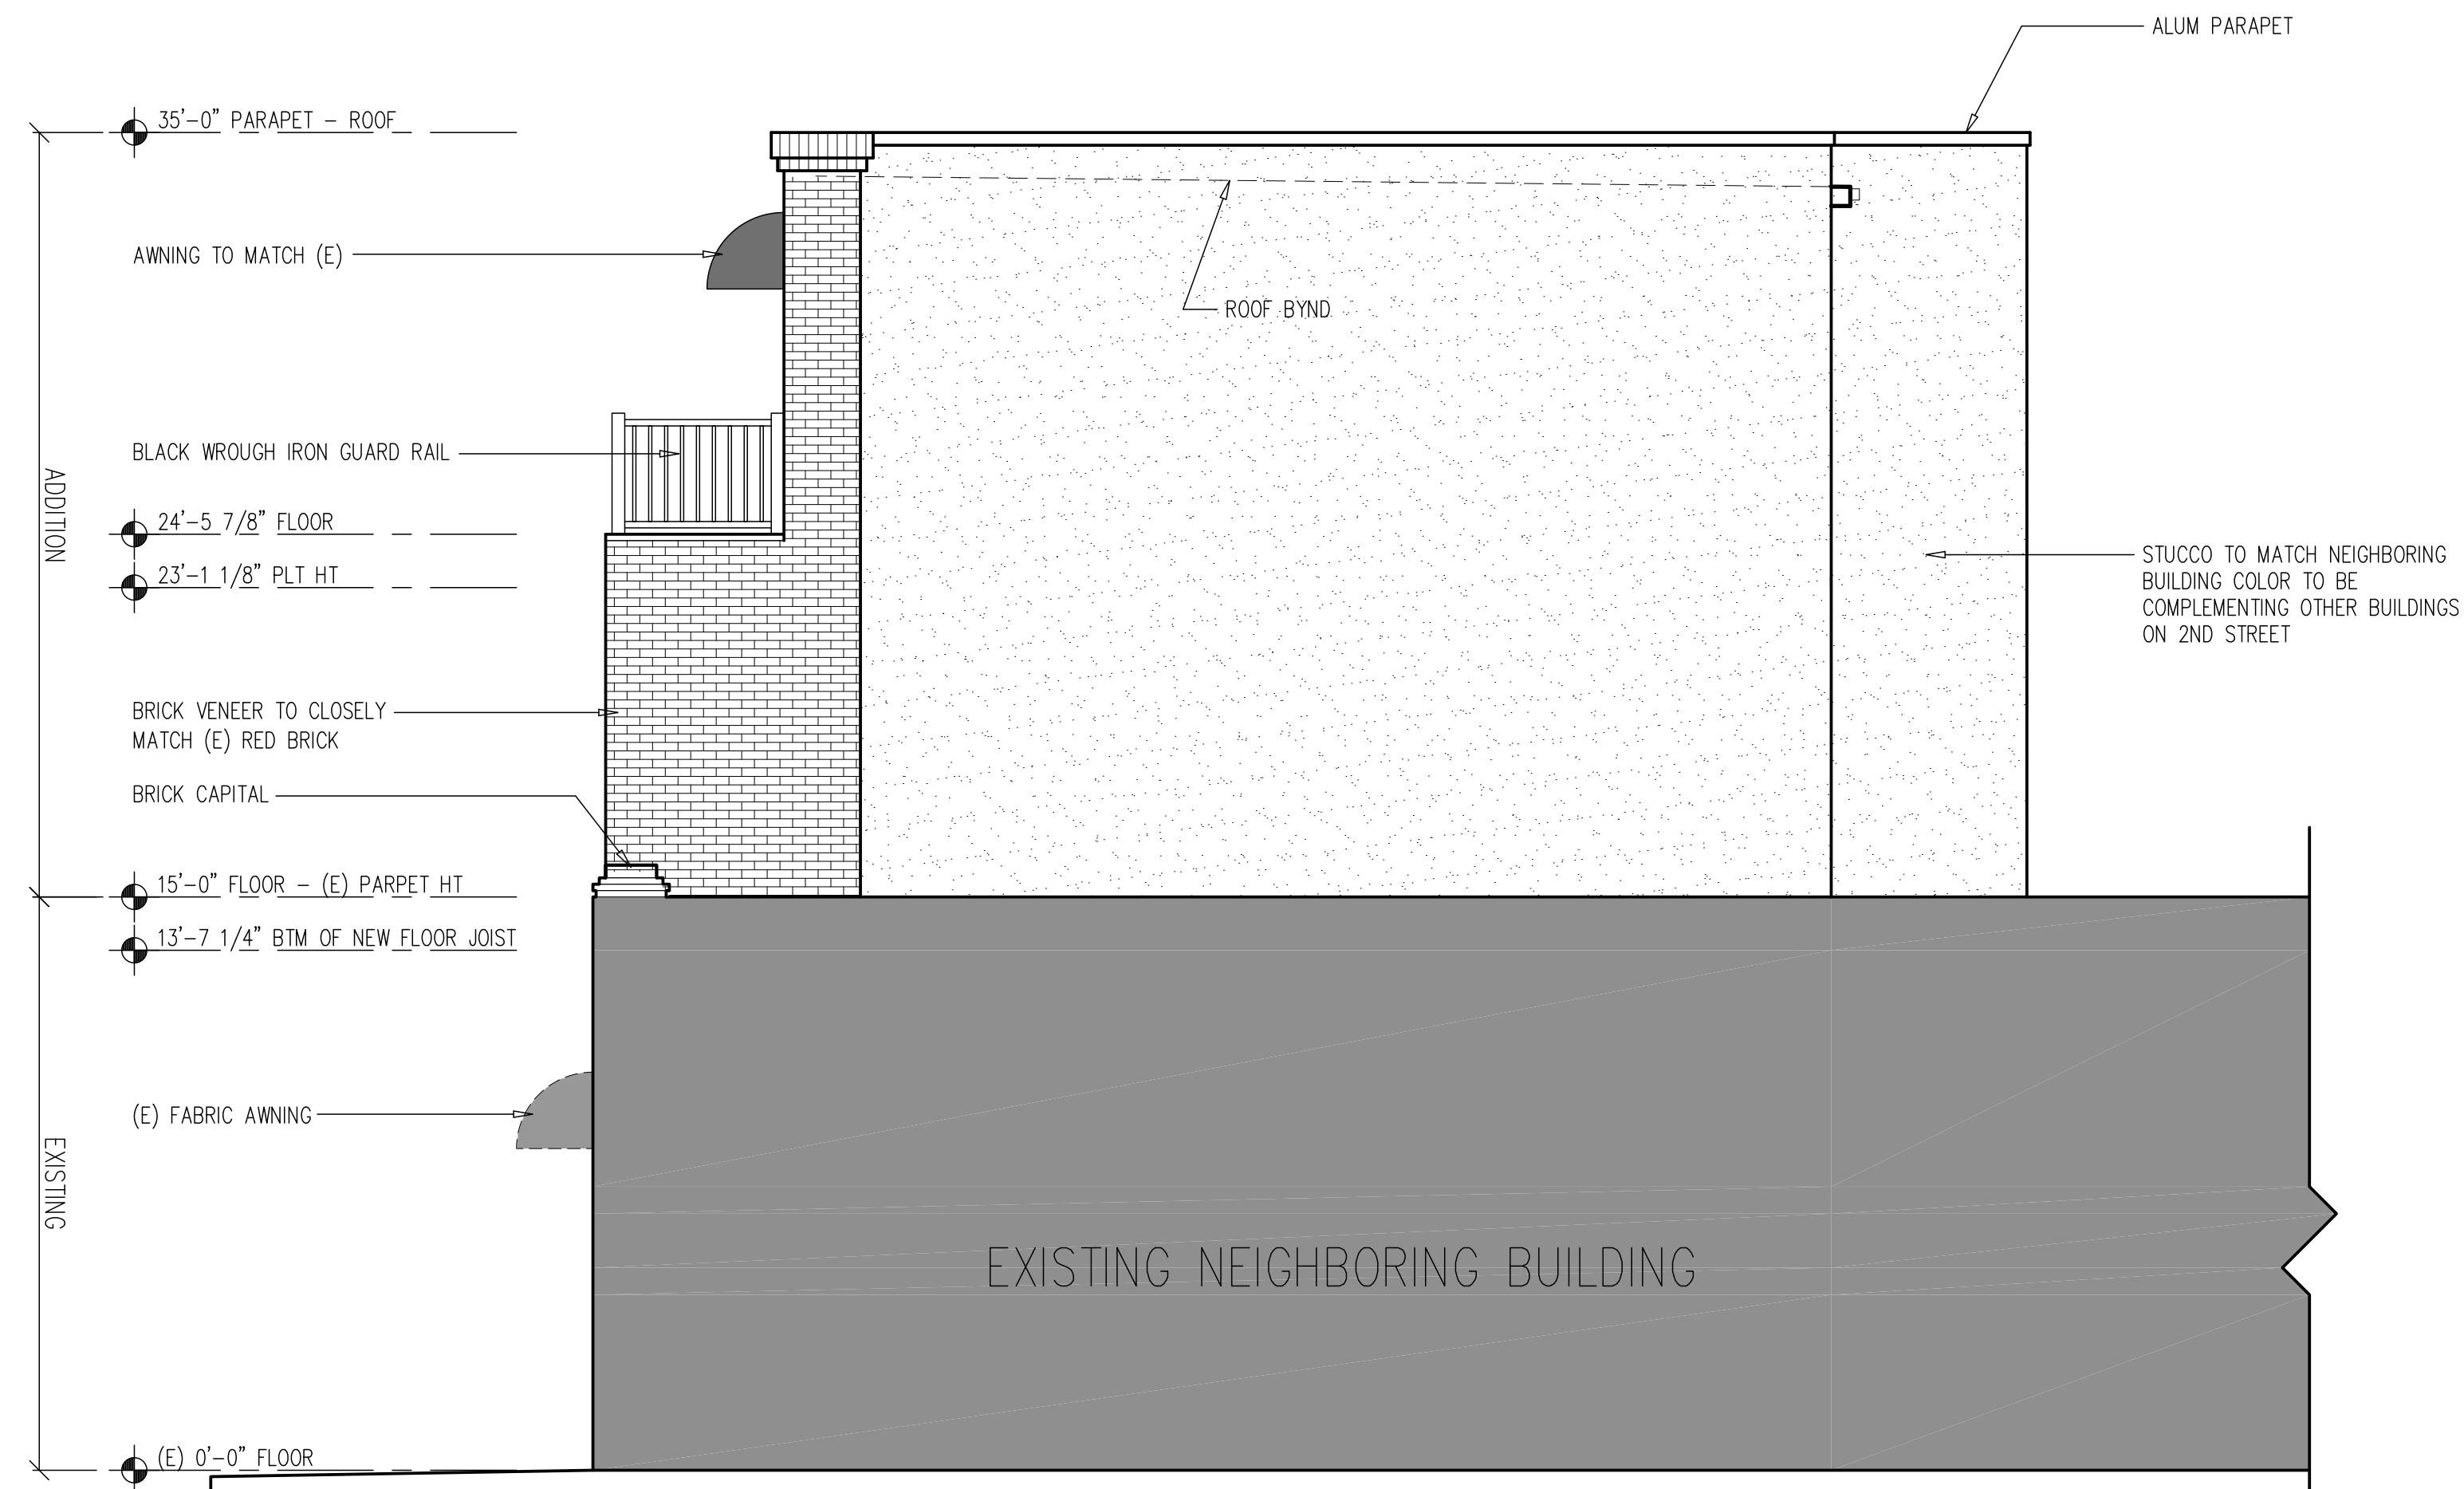 ALUM PARAPET
35'-0" PARAPET – ROOF
AWNING TO MATCH (E)
ROOF BYND
BLACK WROUGH IRON GUARD RAIL
ADDITION
24'-5 7/8" FLOOR
23'-1 1/8" PLT HT
STUCCO TO MATCH NEIGHBORING
BUILDING COLOR TO BE
COMPLEMENTING OTHER BUILDINGS
ON 2ND STREET
BRICK VENEER TO CLOSELY
MATCH (E) RED BRICK
BRICK CAPITAL
15'-0" FLOOR – (E) PARPET HT
13'-7 1/4" BTM OF NEW FLOOR JOIST
(E) FABRIC AWNING
EXISTING
EXISTING NEIGHBORING BUILDING
(E) 0'-0" FLOOR